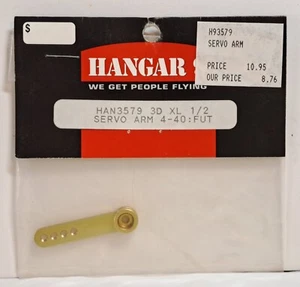 $
H93579
SERVO ARM
PRICE 10.95
OUR PRICE 8.76
HANGAR
WE GET PEOPLE FLYING
HAN3579 3D XL 1/2
SERVO ARM 4-40:FUT